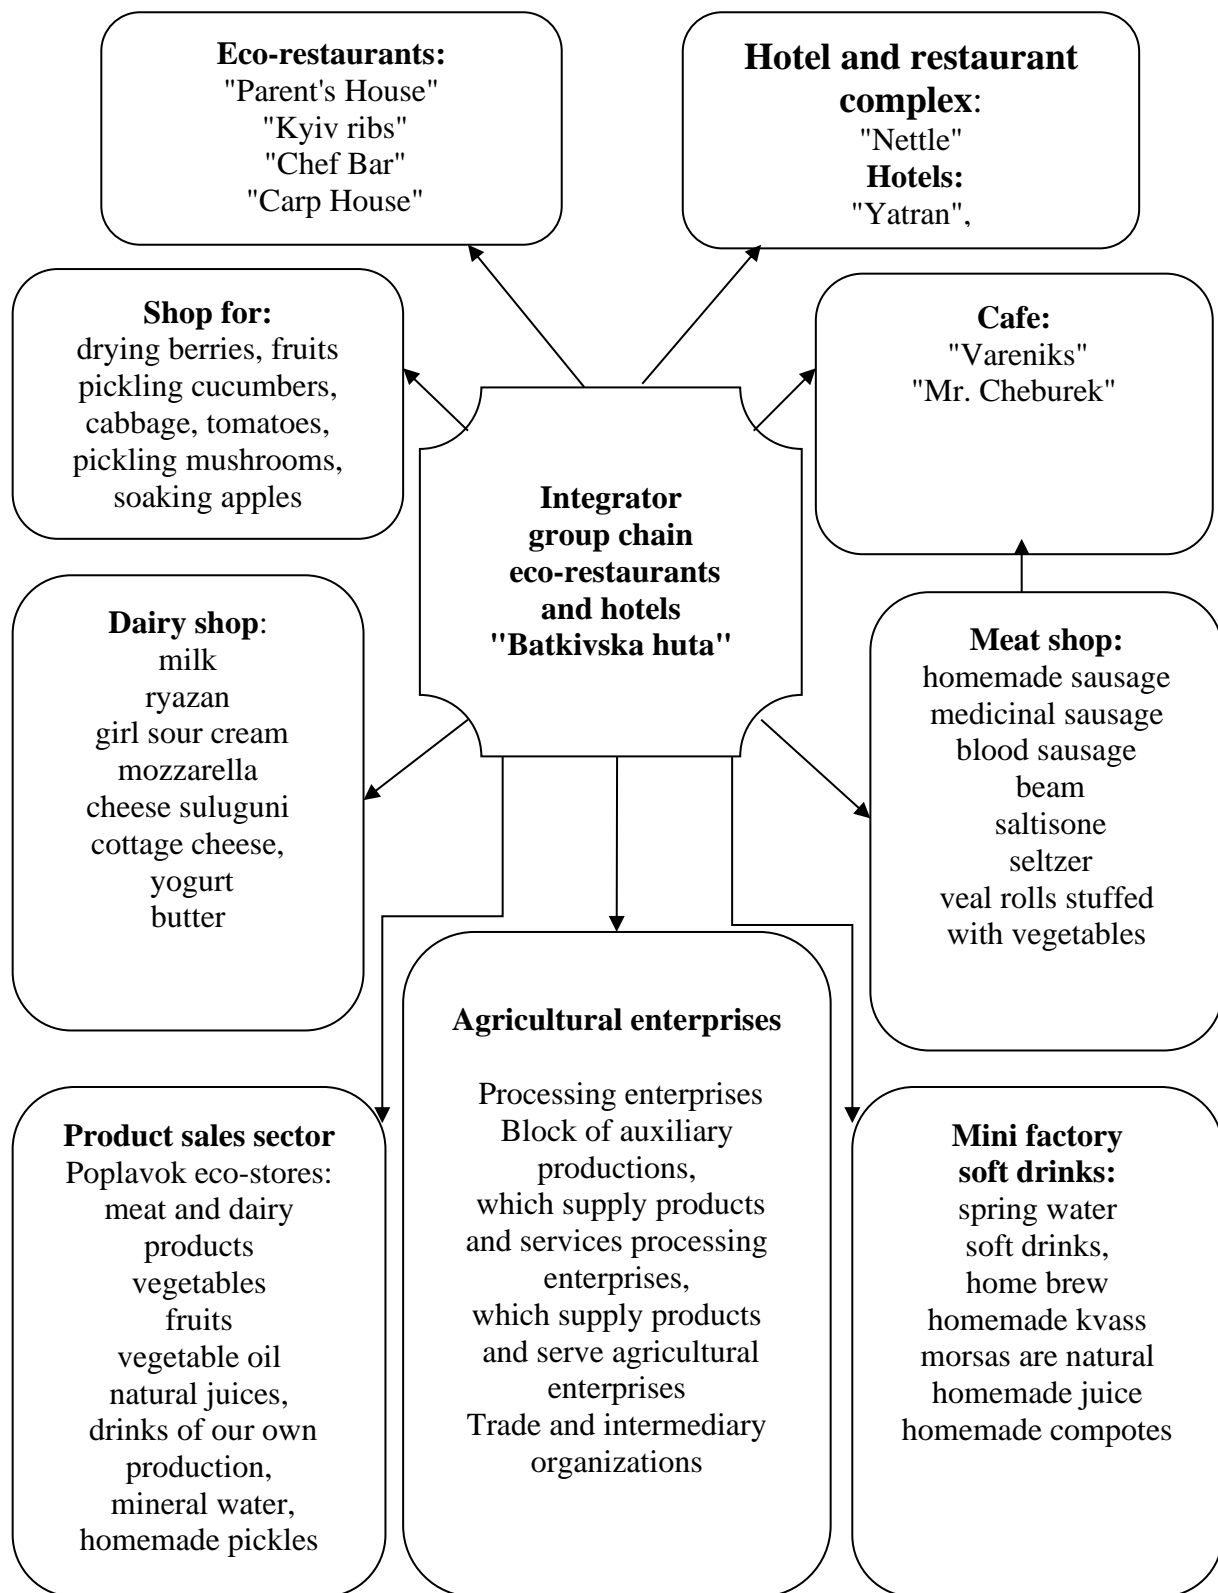 Eco-restaurants:
"Parent's House"
"Kyiv ribs"
"Chef Bar"
"Carp House"
Hotel and restaurant
complex:
"Nettle"
Hotels:
"Yatran",
Shop for:
drying berries, fruits
pickling cucumbers,
cabbage, tomatoes,
pickling mushrooms,
soaking apples
Cafe:
"Vareniks"
"Mr. Cheburek"
Integrator
group chain
eco-restaurants
and hotels
"Batkivska huta"
Dairy shop:
milk
ryazan
girl sour cream
mozzarella
cheese suluguni
cottage cheese,
yogurt
butter
Meat shop:
homemade sausage
medicinal sausage
blood sausage
beam
saltisone
seltzer
veal rolls stuffed
with vegetables
Product sales sector
Poplavok eco-stores:
meat and dairy
products
vegetables
fruits
vegetable oil
natural juices,
drinks of our own
production,
mineral water,
homemade pickles
Agricultural enterprises
Processing enterprises
Block of auxiliary
productions,
which supply products
and services processing
enterprises,
which supply products
and serve agricultural
enterprises
Trade and intermediary
organizations
Mini factory
soft drinks:
spring water
soft drinks,
home brew
homemade kvass
morsas are natural
homemade juice
homemade compotes